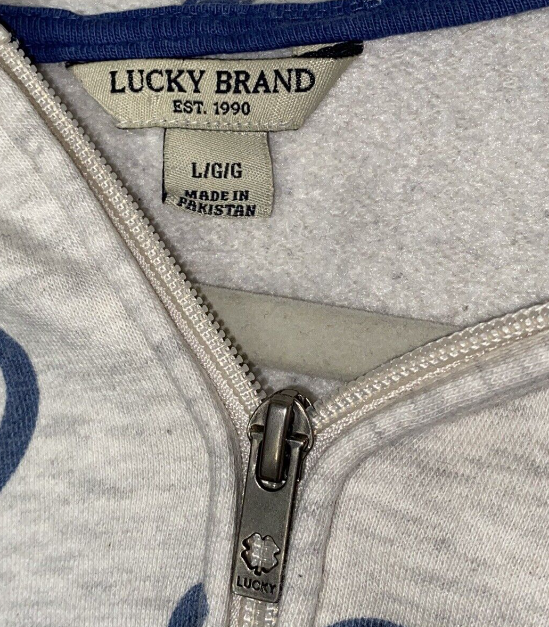 LUCKY BRAND
EST. 1990
L/G/G
MADE IN
PAKISTAN
LUCKY